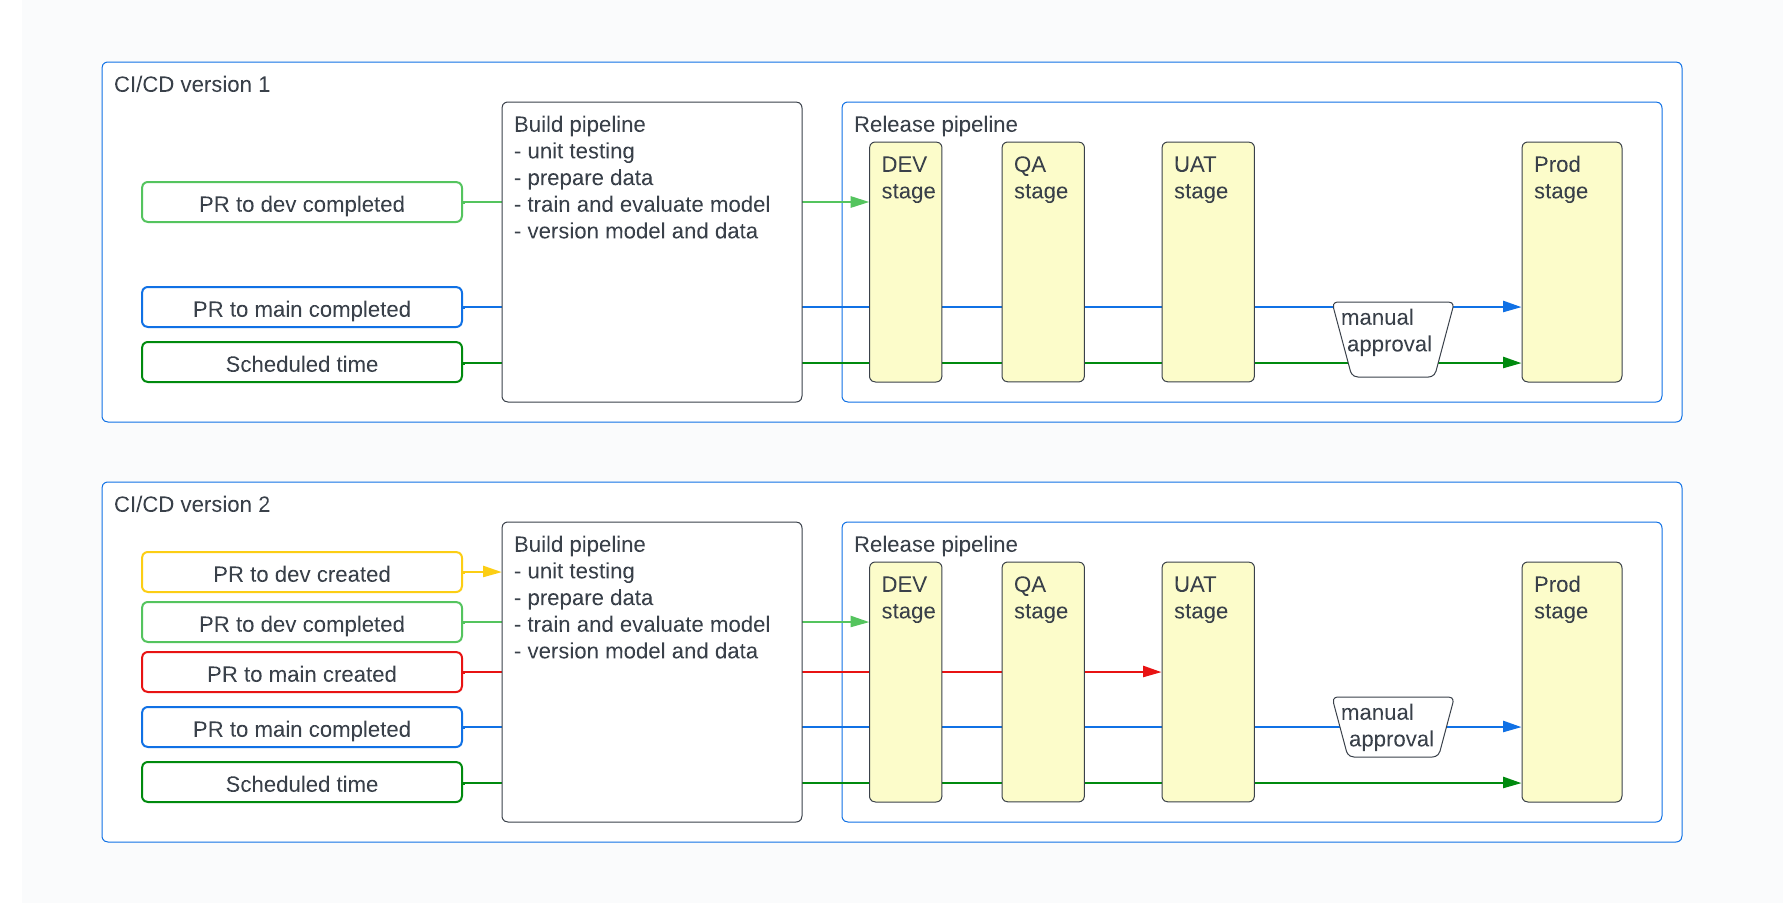 CI/CD version 1
Build pipeline
- unit testing
- prepare data
- train and evaluate model
- version model and data
Release pipeline
DEV
stage
QA
stage
UAT
stage
Prod
stage
PR to dev completed
PR to main completed
Scheduled time
manual
approval
CI/CD version 2
Build pipeline
- unit testing
- prepare data
- train and evaluate model
- version model and data
Release pipeline
DEV
stage
QA
stage
UAT
stage
Prod
stage
PR to dev created
PR to dev completed
PR to main created
PR to main completed
Scheduled time
manual
approval